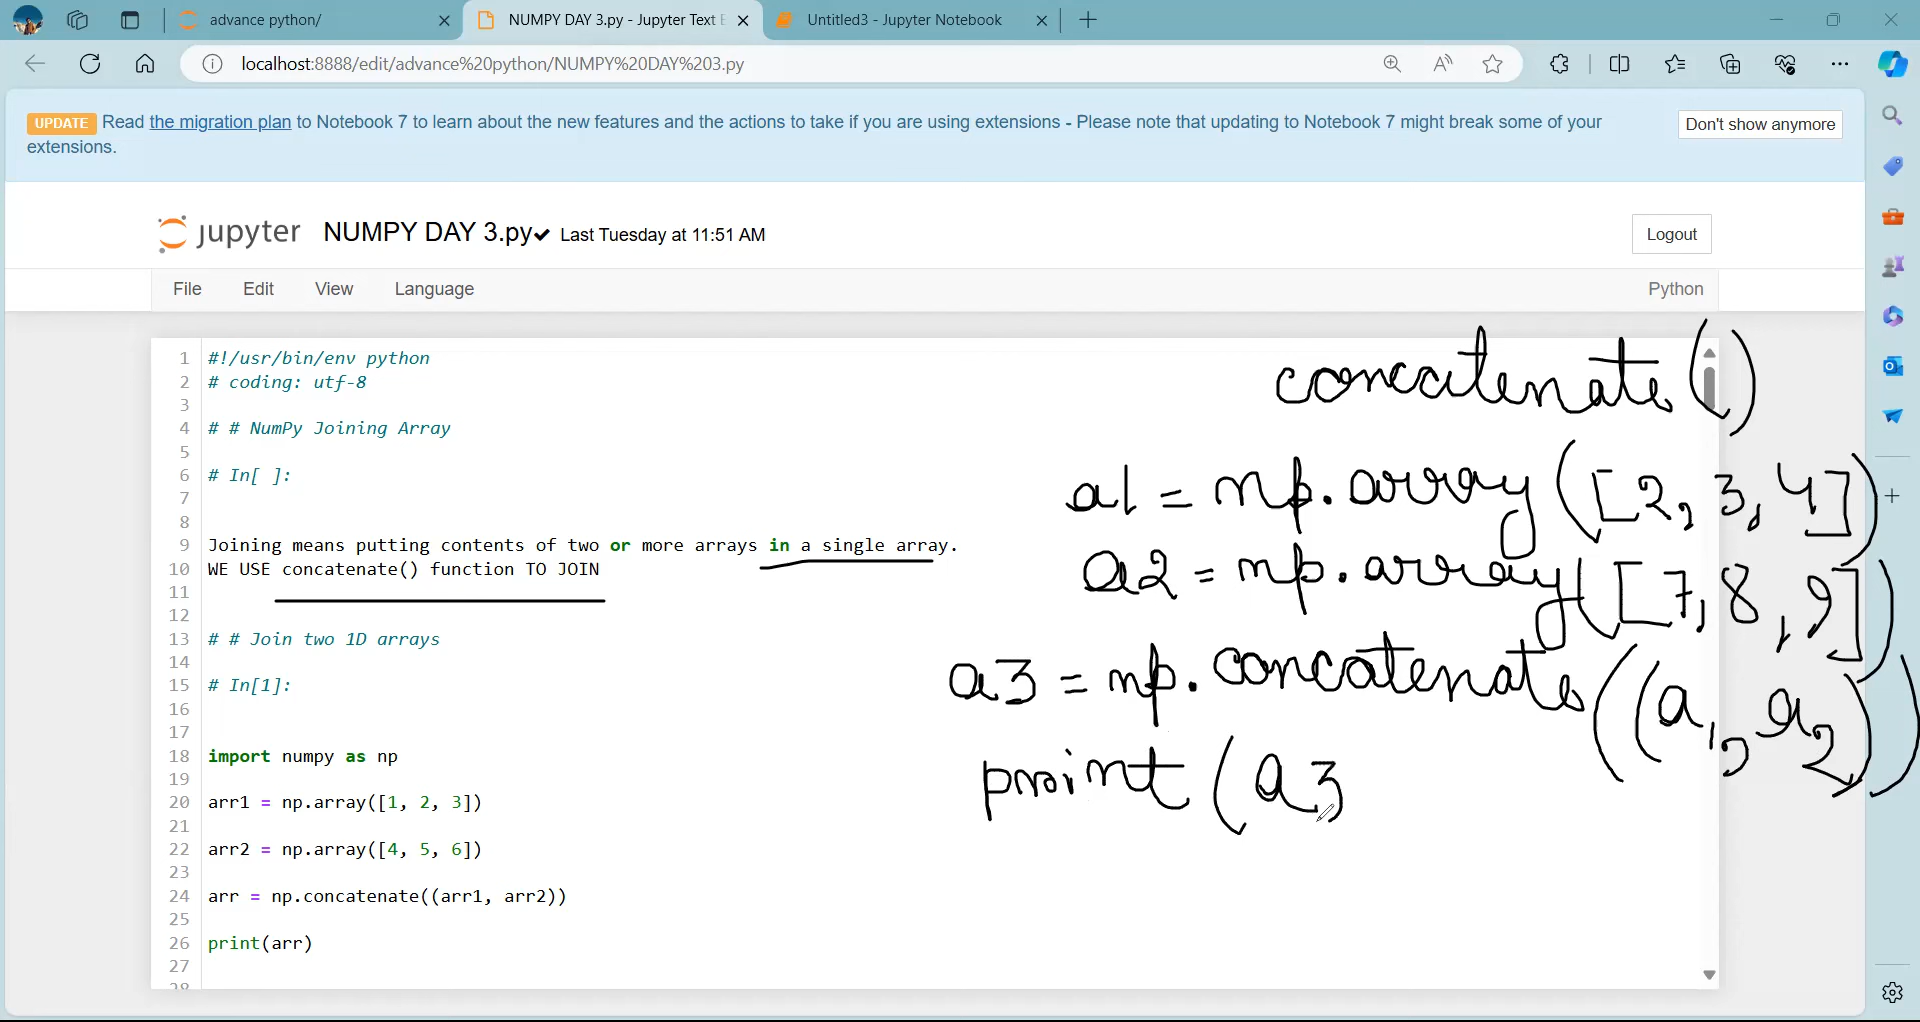 advance python/
NUMPY DAY 3.py - Jupyter Text E
Untitled3 - Jupyter Notebook
localhost:8888/edit/advance%20python/NUMPY%20DAY%203.py
UPDATE Read the migration plan to Notebook 7 to learn about the new features and the actions to take if you are using extensions - Please note that updating to Notebook 7 might break some of your
extensions.
Don't show anymore
jupyter NUMPY DAY 3.py Last Tuesday at 11:51 AM
Logout
File Edit View Language Python
1 #!/usr/bin/env python
2 # coding: utf-8
3
4 # # NumPy Joining Array
5
6 # In[ ]:
7
8
9 Joining means putting contents of two or more arrays in a single array.
10 WE USE concatenate() function TO JOIN
11
12
13 # # Join two 1D arrays
14
15 # In[1]:
16
17
18 import numpy as np
19
20 arr1 = np.array([1, 2, 3])
21
22 arr2 = np.array([4, 5, 6])
23
24 arr = np.concatenate((arr1, arr2))
25
26 print(arr)
27
28
concatenate()
a1 = np.array([2, 3, 4])
a2 = np.array([7, 8, 9])
a3 = np.concatenate((a1, a2))
print(a3